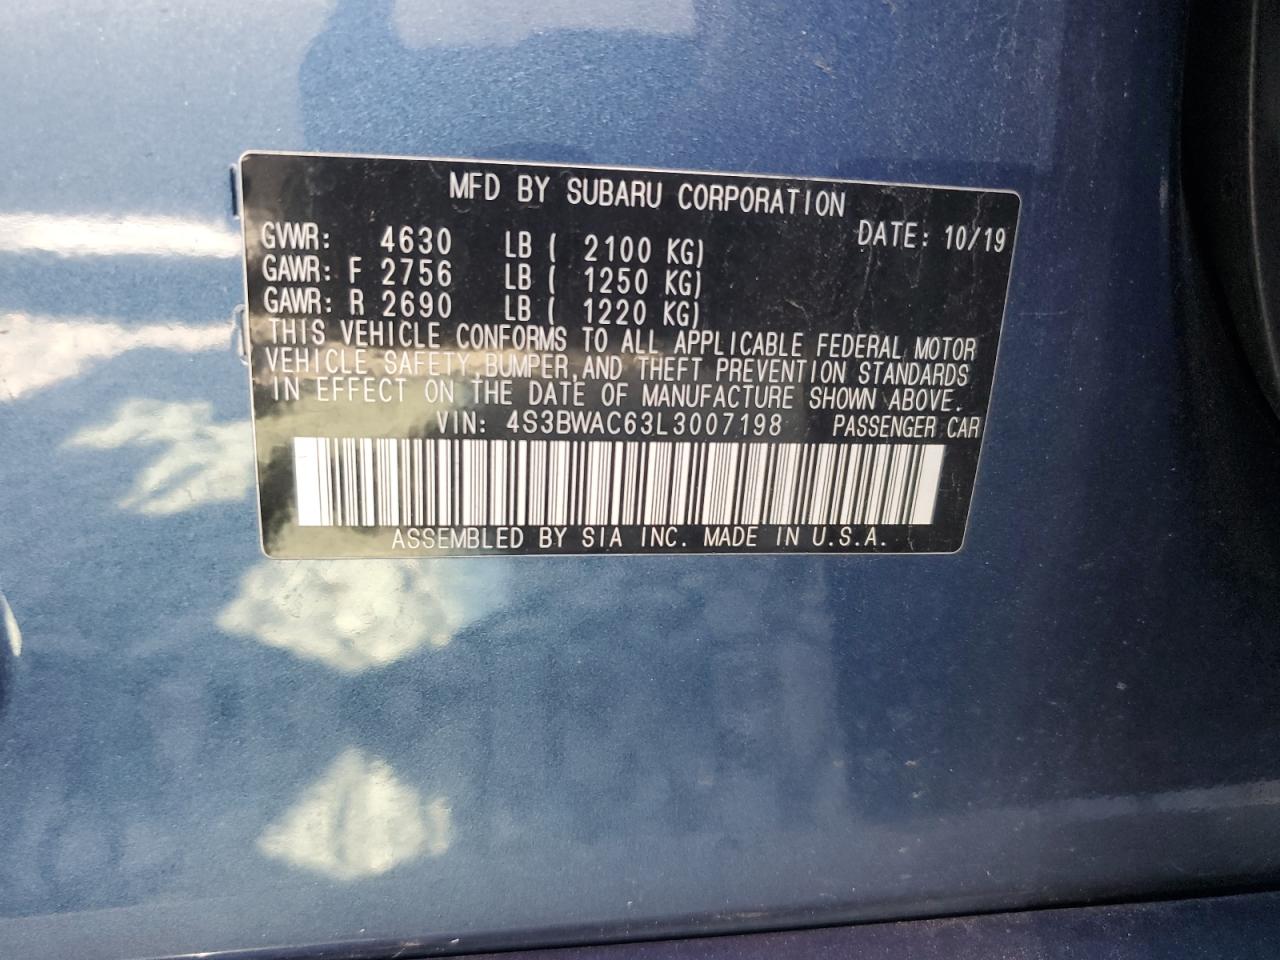 MFD BY SUBARU CORPORATION
GVWR: 4630 LB ( 2100 KG) DATE: 10/19
GAWR: F 2756 LB ( 1250 KG)
GAWR: R 2690 LB ( 1220 KG)
THIS VEHICLE CONFORMS TO ALL APPLICABLE FEDERAL MOTOR
VEHICLE SAFETY, BUMPER, AND THEFT PREVENTION STANDARDS
IN EFFECT ON THE DATE OF MANUFACTURE SHOWN ABOVE.
VIN: 4S3BWAC63L3007198 PASSENGER CAR
ASSEMBLED BY SIA INC. MADE IN U.S.A.